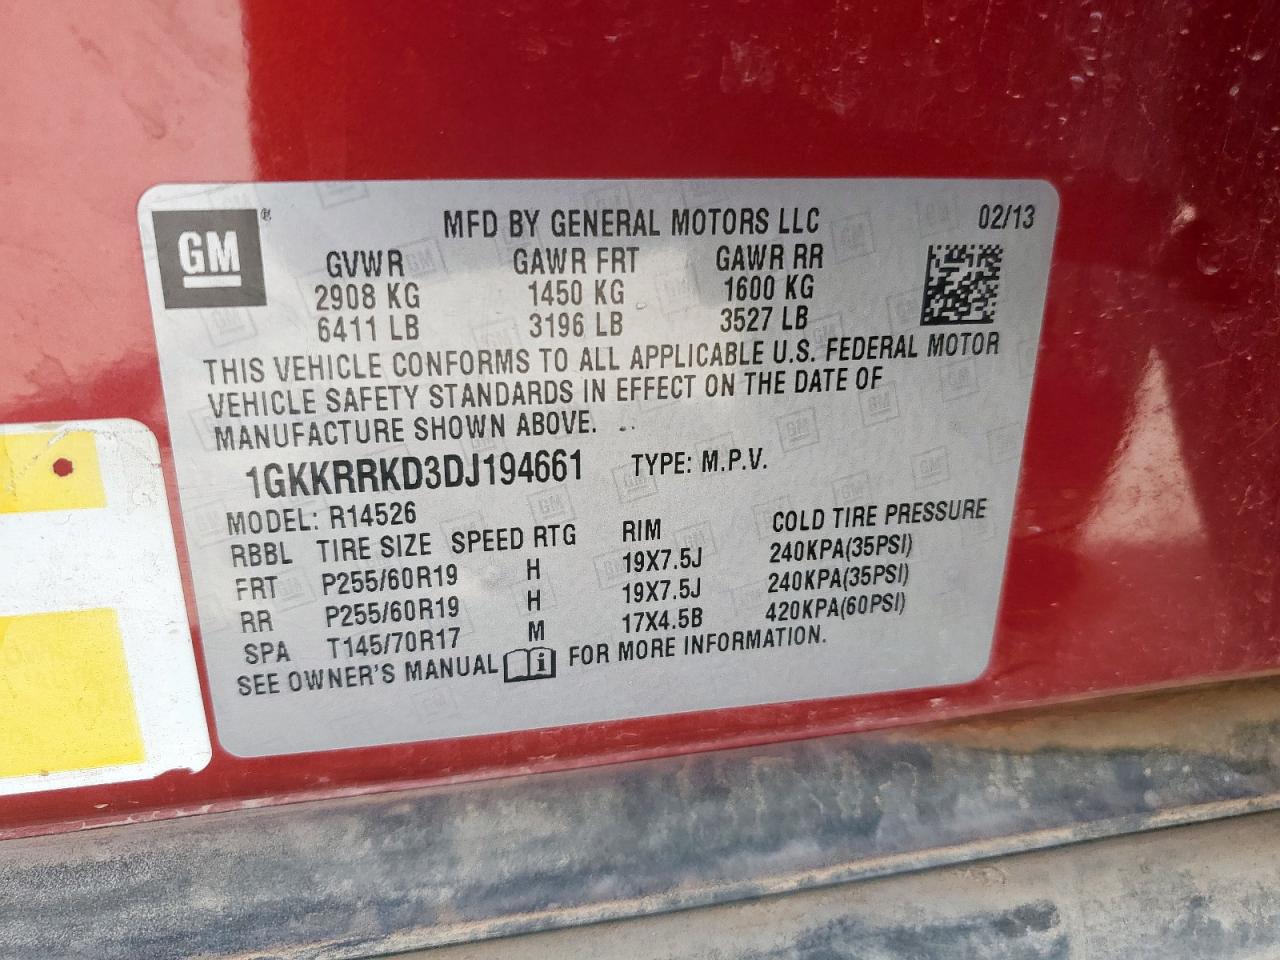 GM ®
MFD BY GENERAL MOTORS LLC 02/13
GVWR GAWR FRT GAWR RR
2908 KG 1450 KG 1600 KG
6411 LB 3196 LB 3527 LB
THIS VEHICLE CONFORMS TO ALL APPLICABLE U.S. FEDERAL MOTOR
VEHICLE SAFETY STANDARDS IN EFFECT ON THE DATE OF
MANUFACTURE SHOWN ABOVE.
1GKKRRKD3DJ194661 TYPE: M.P.V.
MODEL: R14526
RBBL TIRE SIZE SPEED RTG RIM COLD TIRE PRESSURE
FRT P255/60R19 H 19X7.5J 240KPA(35PSI)
RR P255/60R19 H 19X7.5J 240KPA(35PSI)
SPA T145/70R17 M 17X4.5B 420KPA(60PSI)
SEE OWNER'S MANUAL i FOR MORE INFORMATION.